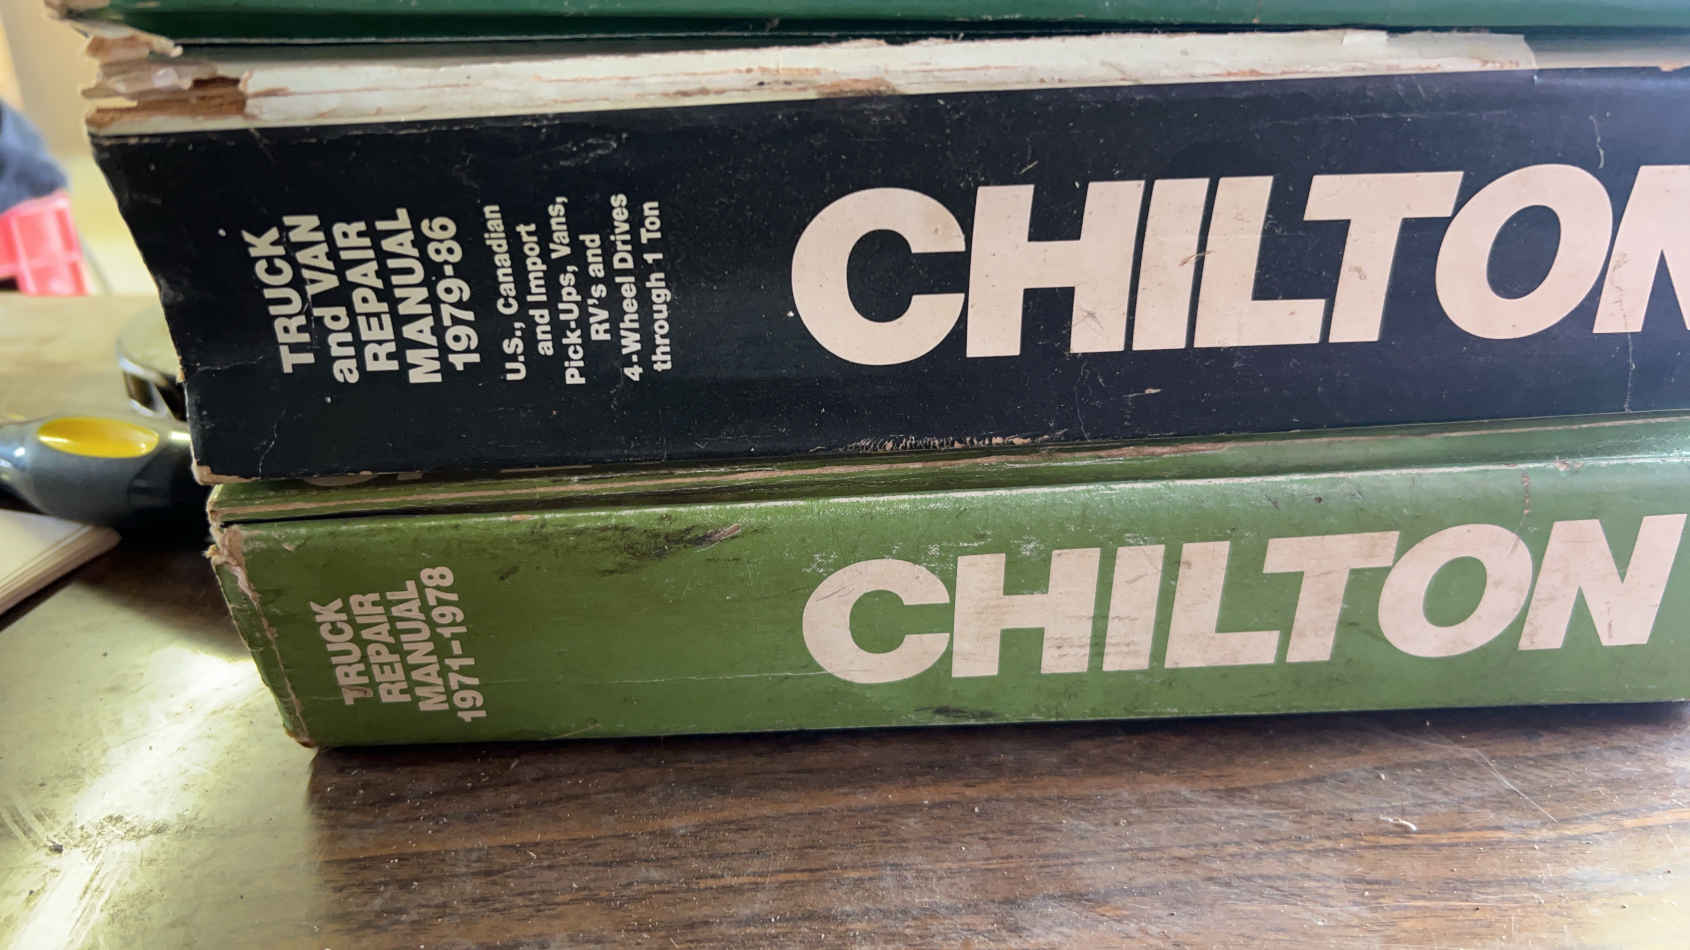 TRUCK
and VAN
REPAIR
MANUAL
1979-86
U.S., Canadian
and Import
Pick-Ups, Vans,
RV's and
4-Wheel Drives
through 1 Ton
CHILTON
TRUCK
REPAIR
MANUAL
1971-1978
CHILTON